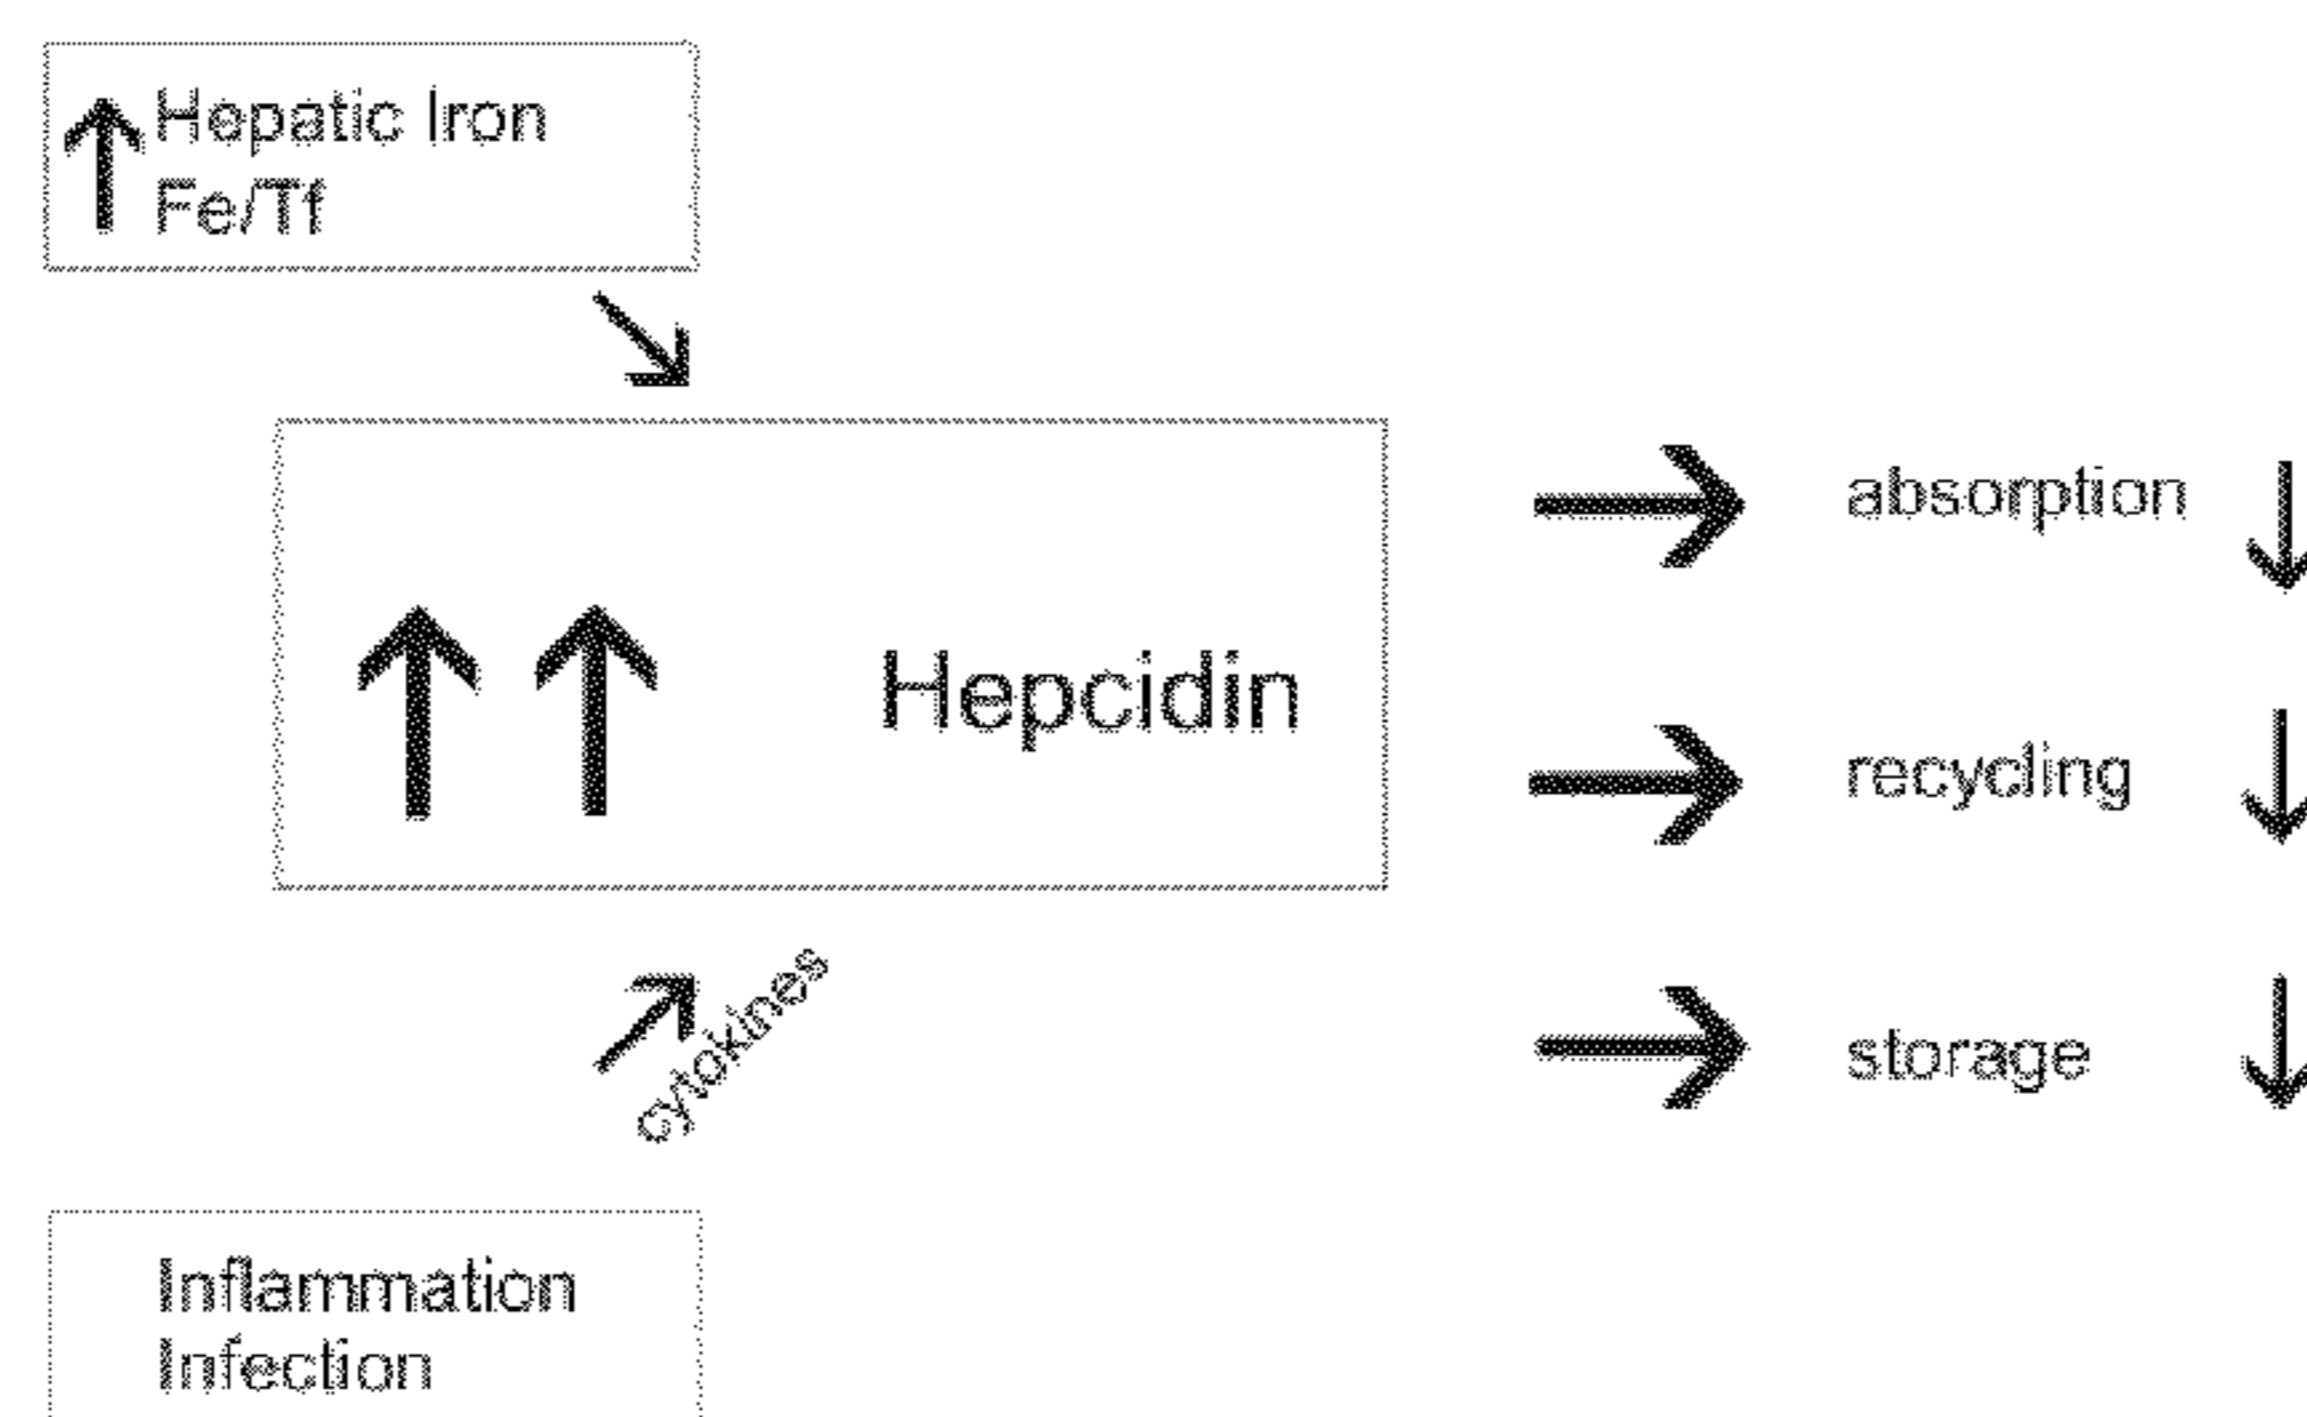 Hepatic Iron
Fe/Tf
absorption
Hepcidin
recycling
cytokines
storage
Inflammation
Infection